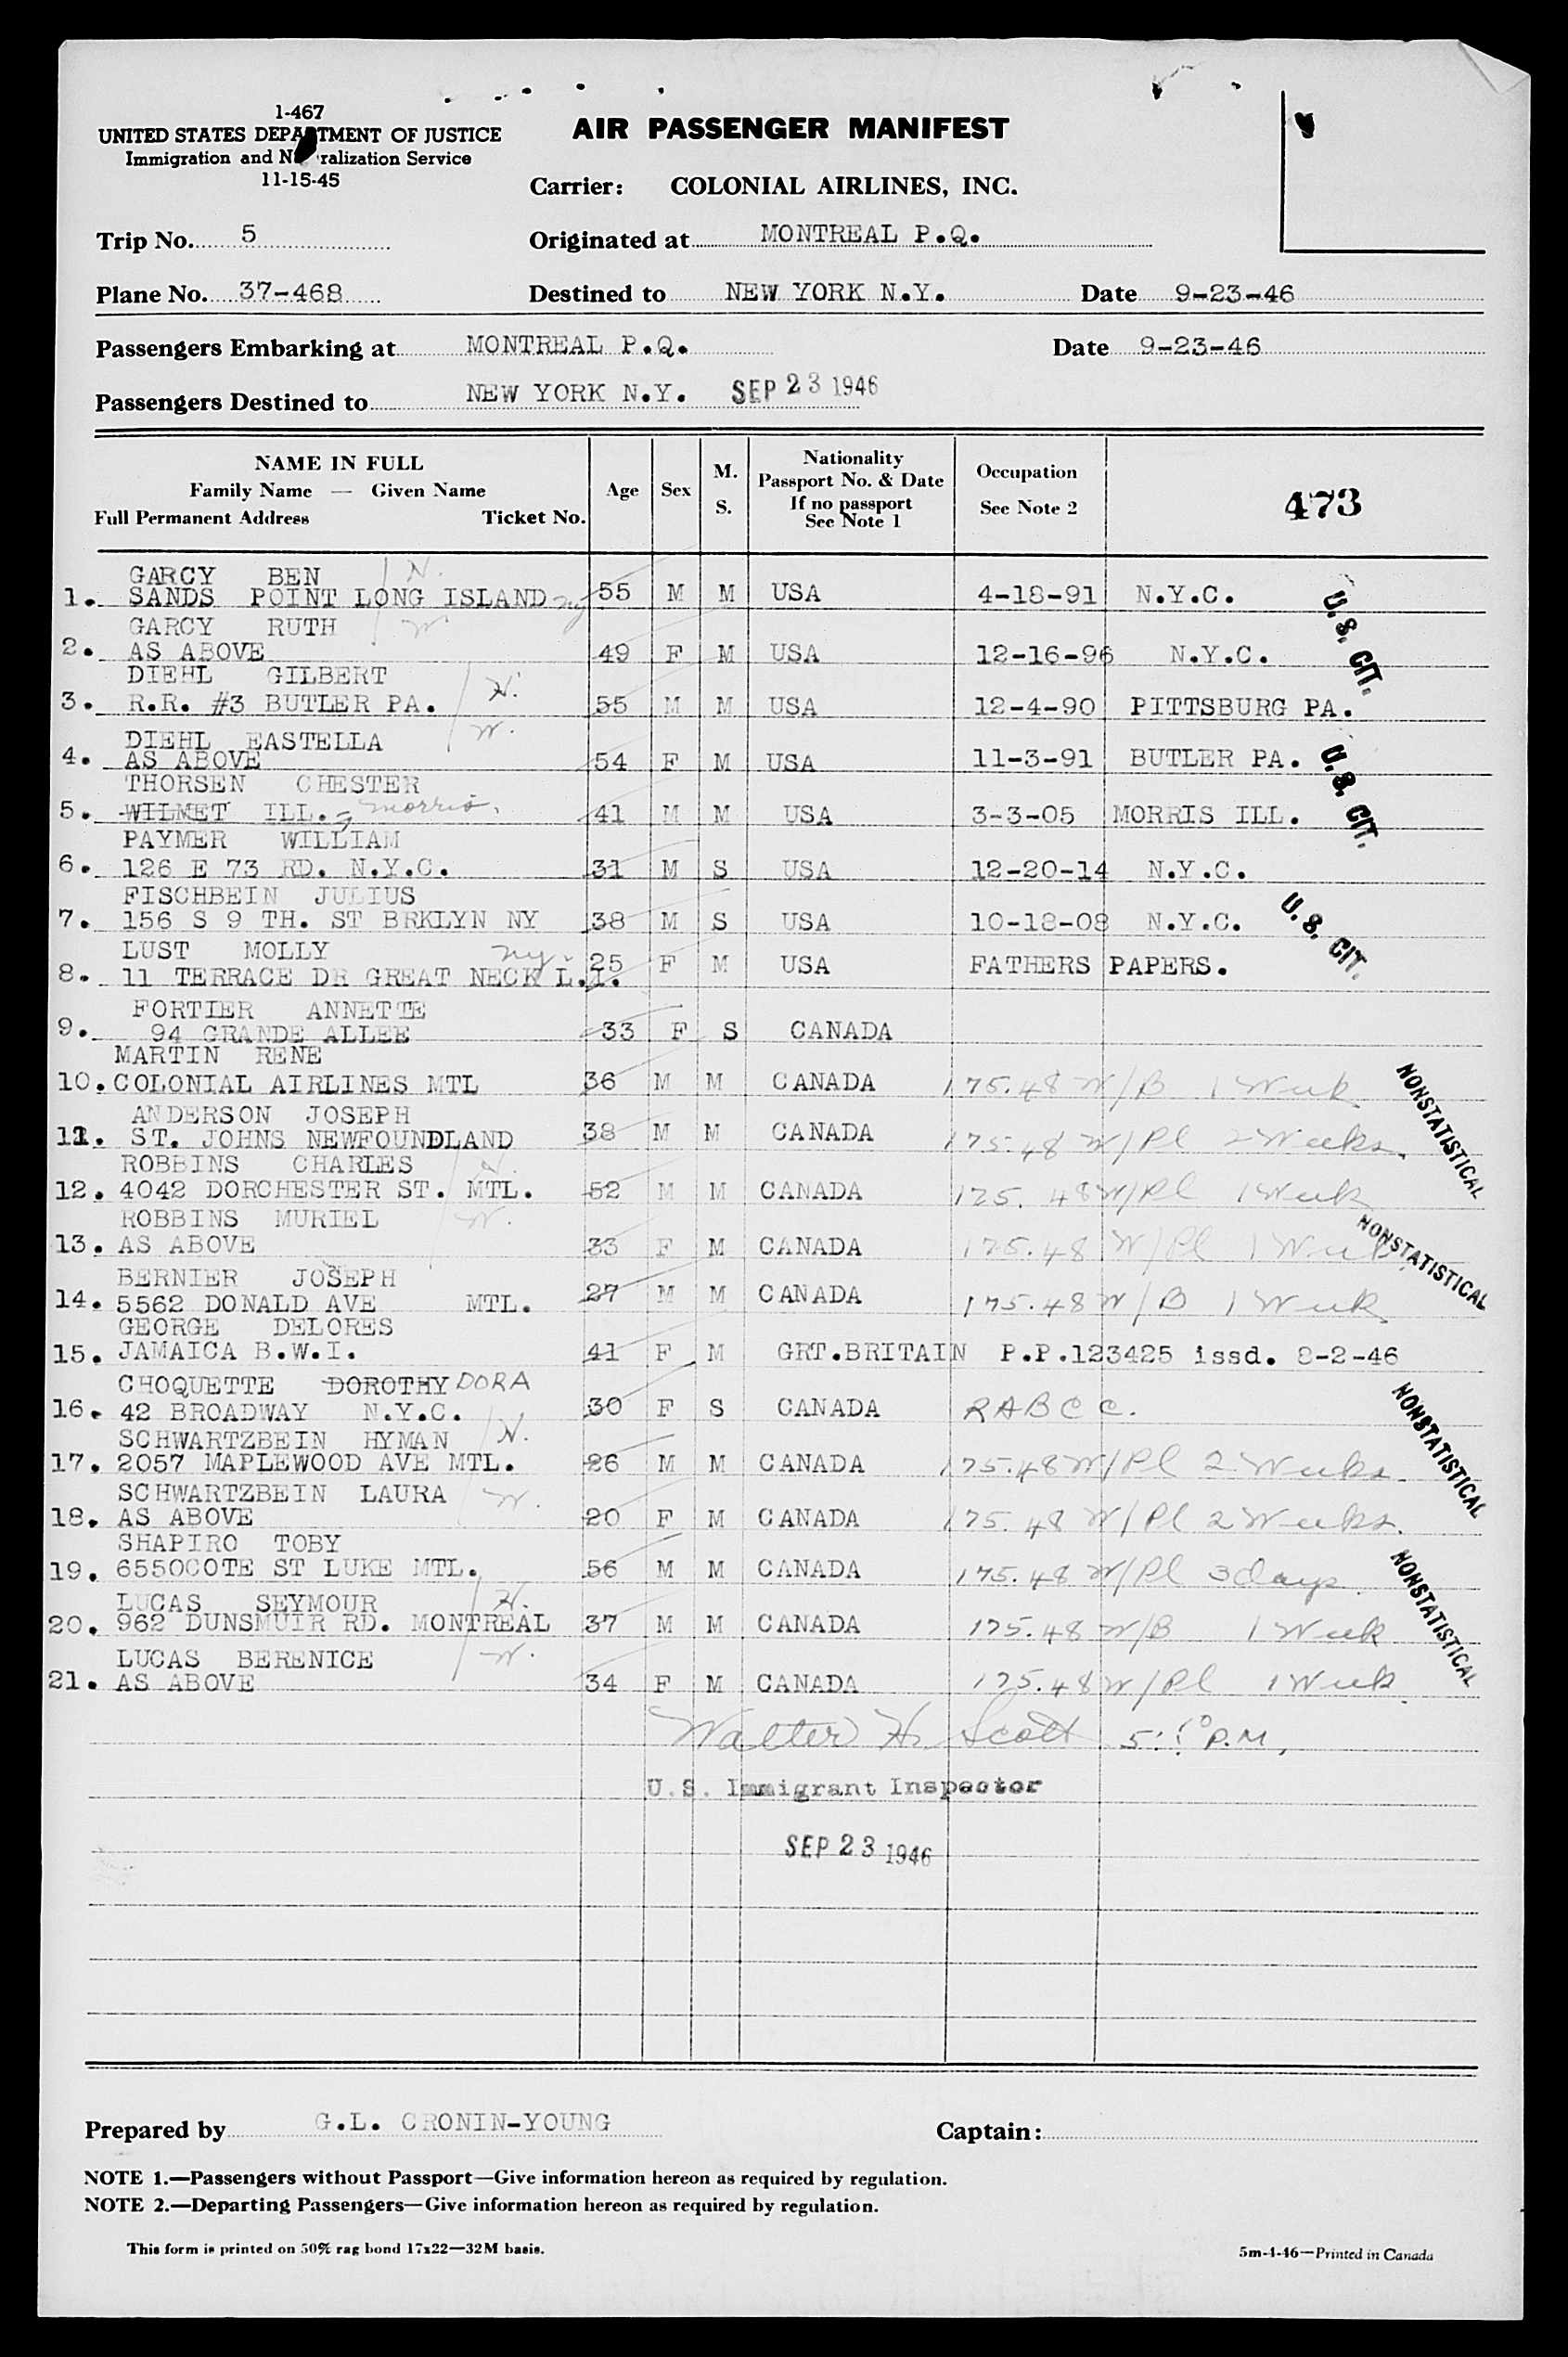 1-467
UNITED STATES DEPARTMENT OF JUSTICE
Immigration and Naturalization Service
11-15-45
AIR PASSENGER MANIFEST
Carrier: COLONIAL AIRLINES, INC.
Trip No. 5 Originated at MONTREAL P.Q.
Plane No. 37-468 Destined to NEW YORK N.Y. Date 9-23-46
Passengers Embarking at MONTREAL P.Q. Date 9-23-46
Passengers Destined to NEW YORK N.Y. SEP 23 1946
NAME IN FULL
Family Name — Given Name
Full Permanent Address Ticket No.
Age Sex M. S.
Nationality
Passport No. & Date
If no passport
See Note 1
Occupation
See Note 2
473
GARCY BEN H.
1. SANDS POINT LONG ISLAND NY 55 M M USA 4-18-91 N.Y.C.
U.S. CIT.
GARCY RUTH W
2. AS ABOVE 49 F M USA 12-16-96 N.Y.C.
DIEHL GILBERT H.
3. R.R. #3 BUTLER PA. 55 M M USA 12-4-90 PITTSBURG PA.
DIEHL EASTELLA W.
4. AS ABOVE 54 F M USA 11-3-91 BUTLER PA.
U.S. CIT.
THORSEN CHESTER
5. WILMET ILL. Morris. 41 M M USA 3-3-05 MORRIS ILL.
PAYMER WILLIAM
6. 126 E 73 RD. N.Y.C. 31 M S USA 12-20-14 N.Y.C.
FISCHBEIN JULIUS
7. 156 S 9 TH. ST BRKLYN NY 38 M S USA 10-18-08 N.Y.C.
U.S. CIT.
LUST MOLLY NY.
8. 11 TERRACE DR GREAT NECK L.I. 25 F M USA FATHERS PAPERS.
FORTIER ANNETTE
9. 94 GRANDE ALLEE 33 F S CANADA
MARTIN RENE
10. COLONIAL AIRLINES MTL 36 M M CANADA 175.48 W/B 1 Week
NONSTATISTICAL
ANDERSON JOSEPH
11. ST. JOHNS NEWFOUNDLAND 38 M M CANADA 175.48 W/Pl 2 Weeks.
ROBBINS CHARLES H.
12. 4042 DORCHESTER ST. MTL. 52 M M CANADA 175.48 W/Pl 1 Week
ROBBINS MURIEL W.
13. AS ABOVE 33 F M CANADA 175.48 W/Pl 1 Week
NONSTATISTICAL
BERNIER JOSEPH
14. 5562 DONALD AVE MTL. 27 M M CANADA 175.48 W/B 1 Week
GEORGE DELORES
15. JAMAICA B.W.I. 41 F M GRT.BRITAIN P.P.123425 issd. 8-2-46
CHOQUETTE DOROTHY DORA
16. 42 BROADWAY N.Y.C. 30 F S CANADA RABCC.
NONSTATISTICAL
SCHWARTZBEIN HYMAN H.
17. 2057 MAPLEWOOD AVE MTL. 26 M M CANADA 175.48 W/Pl 2 Weeks.
SCHWARTZBEIN LAURA W.
18. AS ABOVE 20 F M CANADA 175.48 W/Pl 2 Weeks.
SHAPIRO TOBY
19. 6550COTE ST LUKE MTL. 56 M M CANADA 175.48 W/Pl 3 days.
NONSTATISTICAL
LUCAS SEYMOUR H.
20. 962 DUNSMUIR RD. MONTREAL 37 M M CANADA 175.48 W/B 1 Week
LUCAS BERENICE W.
21. AS ABOVE 34 F M CANADA 175.48 W/Pl 1 Week
Walter H. Scott P.M.
U.S. Immigrant Inspector
SEP 23 1946
Prepared by G.L. CRONIN-YOUNG Captain:
NOTE 1.—Passengers without Passport—Give information hereon as required by regulation.
NOTE 2.—Departing Passengers—Give information hereon as required by regulation.
This form is printed on 50% rag bond 17x22—32M basis. 5m-4-46—Printed in Canada